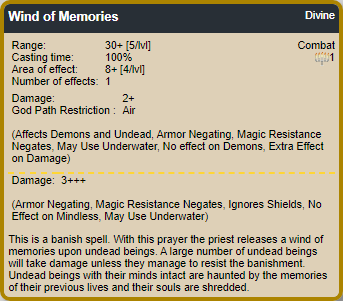 Wind of Memories Divine
Range: 30+ [5/lvl] Combat
Casting time: 100% 1
Area of effect: 8+ [4/lvl]
Number of effects: 1
Damage: 2+
God Path Restriction : Air
(Affects Demons and Undead, Armor Negating, Magic Resistance
Negates, May Use Underwater, No effect on Demons, Extra Effect
on Damage)
Damage: 3+++
(Armor Negating, Magic Resistance Negates, Ignores Shields, No
Effect on Mindless, May Use Underwater)
This is a banish spell. With this prayer the priest releases a wind of
memories upon undead beings. A large number of undead beings
will take damage unless they manage to resist the banishment.
Undead beings with their minds intact are haunted by the memories
of their previous lives and their souls are shredded.